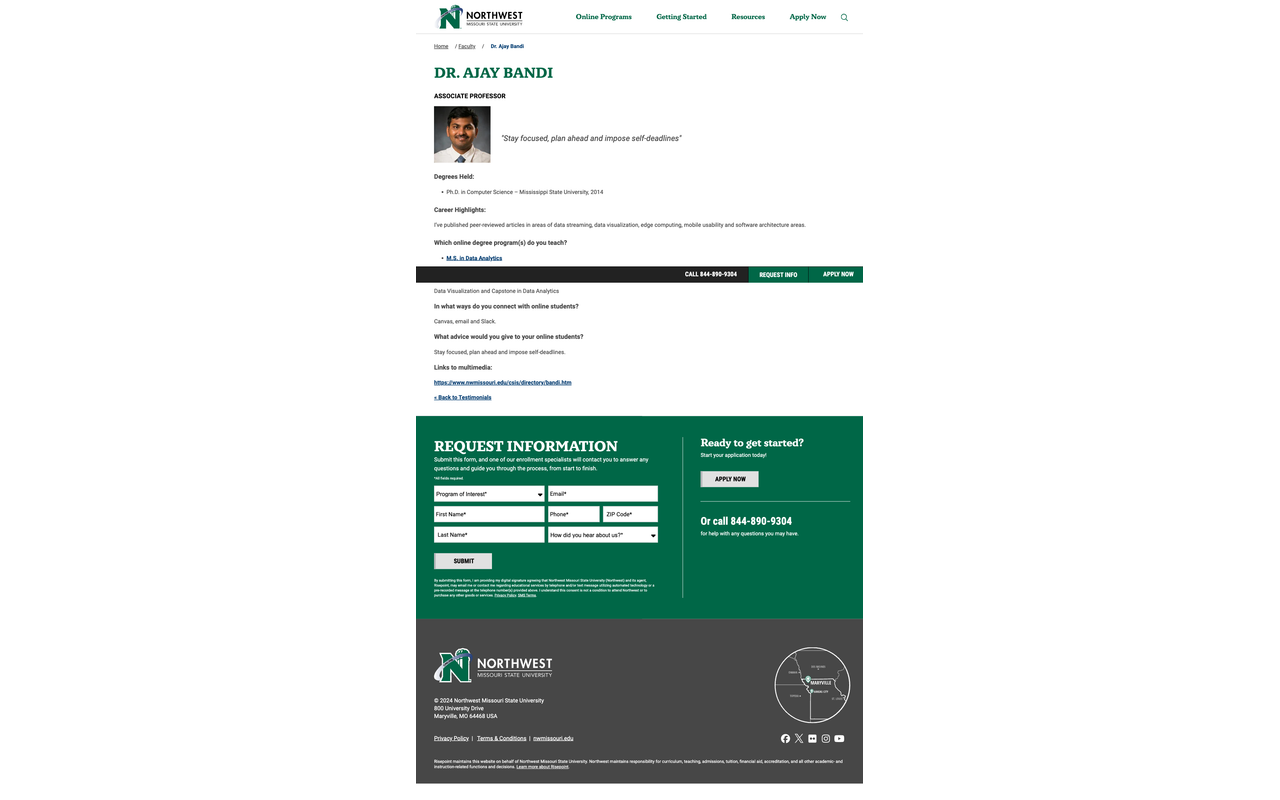 NORTHWEST
MISSOURI STATE UNIVERSITY
Online Programs Getting Started Resources Apply Now
Home / Faculty / Dr. Ajay Bandi
DR. AJAY BANDI
ASSOCIATE PROFESSOR
"Stay focused, plan ahead and impose self-deadlines"
Degrees Held:
• Ph.D. in Computer Science – Mississippi State University, 2014
Career Highlights:
I've published peer-reviewed articles in areas of data streaming, data visualization, edge computing, mobile usability and software architecture areas.
Which online degree program(s) do you teach?
• M.S. in Data Analytics
CALL 844-890-9304 REQUEST INFO APPLY NOW
Data Visualization and Capstone in Data Analytics
In what ways do you connect with online students?
Canvas, email and Slack.
What advice would you give to your online students?
Stay focused, plan ahead and impose self-deadlines.
Links to multimedia:
https://www.nwmissouri.edu/csis/directory/bandi.htm
< Back to Testimonials
REQUEST INFORMATION
Submit this form, and one of our enrollment specialists will contact you to answer any
questions and guide you through the process, from start to finish.
*All fields required.
Program of Interest* Email*
First Name* Phone* ZIP Code*
Last Name* How did you hear about us?*
SUBMIT
By submitting this form, I am providing my digital signature agreeing that Northwest Missouri State University (Northwest) and its agent,
Risepoint, may email me or contact me regarding educational services by telephone and/or text message utilizing automated technology or a
pre-recorded message at the telephone number(s) provided above. I understand this consent is not a condition to attend Northwest or to
purchase any other goods or services. Privacy Policy. SMS Terms.
Ready to get started?
Start your application today!
APPLY NOW
Or call 844-890-9304
for help with any questions you may have.
NORTHWEST
MISSOURI STATE UNIVERSITY
© 2024 Northwest Missouri State University
800 University Drive
Maryville, MO 64468 USA
MARYVILLE
KANSAS CITY
Privacy Policy | Terms & Conditions | nwmissouri.edu
Risepoint maintains this website on behalf of Northwest Missouri State University. Northwest maintains responsibility for curriculum, teaching, admissions, tuition, financial aid, accreditation, and all other academic- and
instruction-related functions and decisions. Learn more about Risepoint.